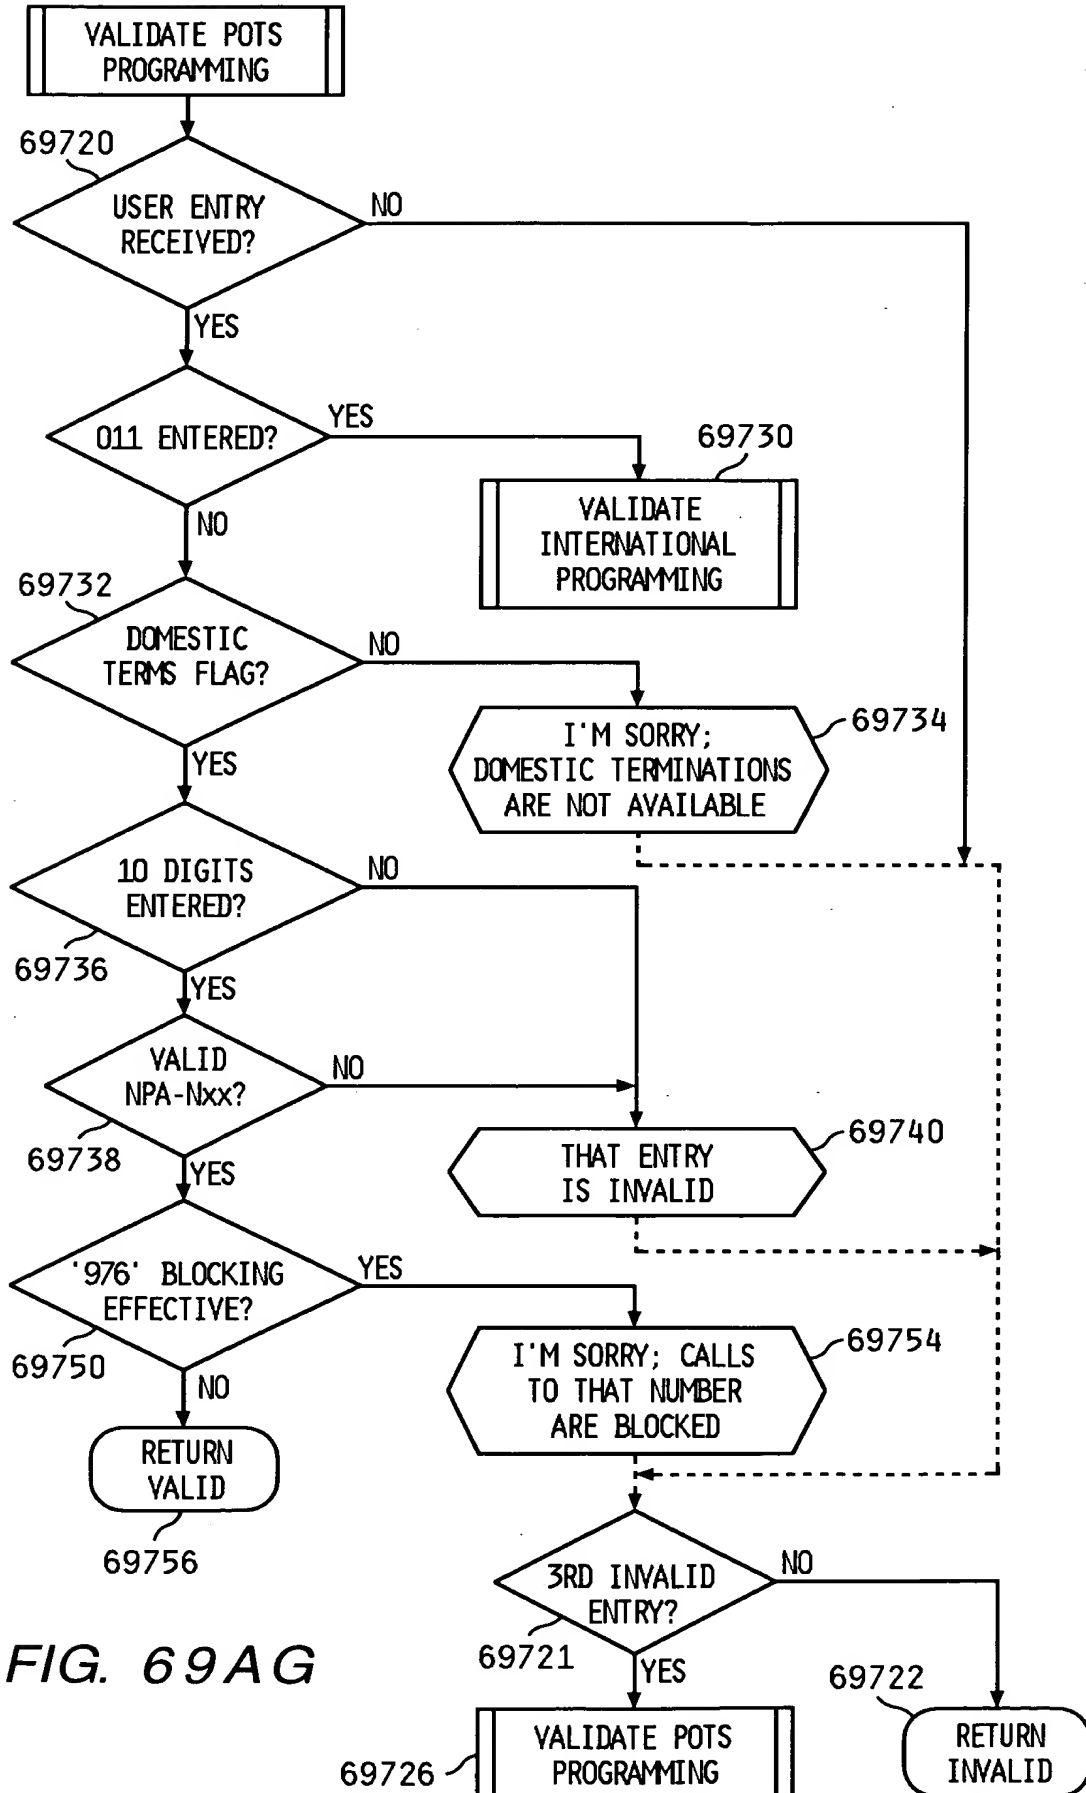 VALIDATE POTS
PROGRAMMING
69720
USER ENTRY
RECEIVED?
NO
YES
011 ENTERED?
YES
NO
69730
VALIDATE
INTERNATIONAL
PROGRAMMING
69732
DOMESTIC
TERMS FLAG?
NO
YES
I'M SORRY;
DOMESTIC TERMINATIONS
ARE NOT AVAILABLE
69734
10 DIGITS
ENTERED?
NO
69736
YES
VALID
NPA-Nxx?
NO
69738
YES
THAT ENTRY
IS INVALID
69740
'976' BLOCKING
EFFECTIVE?
YES
69750
NO
I'M SORRY; CALLS
TO THAT NUMBER
ARE BLOCKED
69754
RETURN
VALID
69756
3RD INVALID
ENTRY?
NO
69721
YES
FIG. 69AG
69722
VALIDATE POTS
PROGRAMMING
69726
RETURN
INVALID